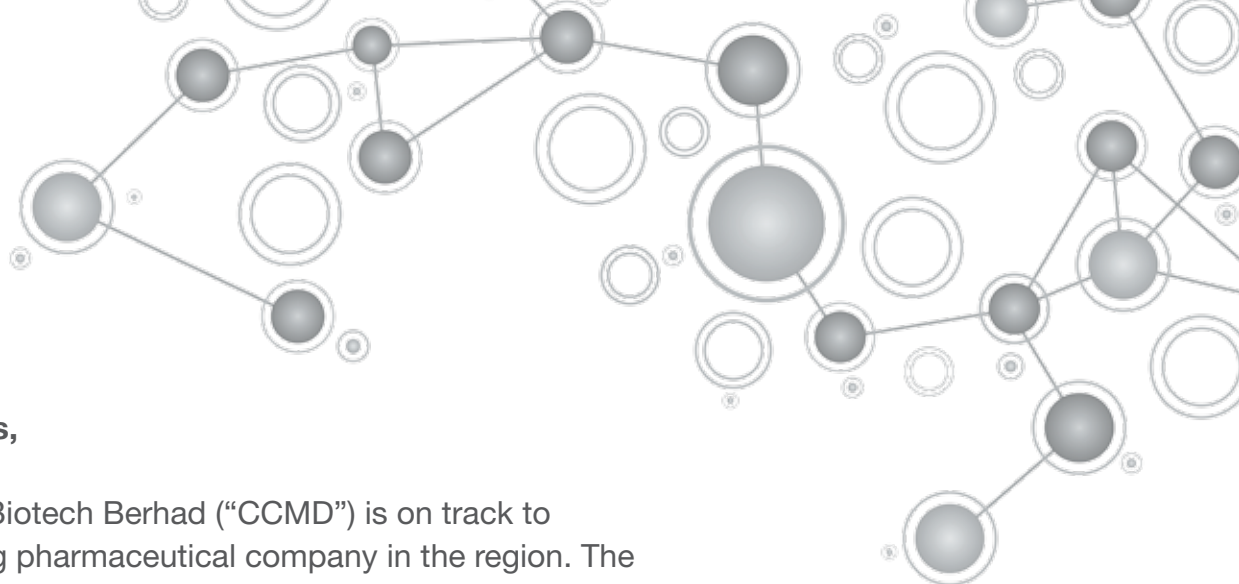 s,
Biotech Berhad (“CCMD”) is on track to
g pharmaceutical company in the region. The